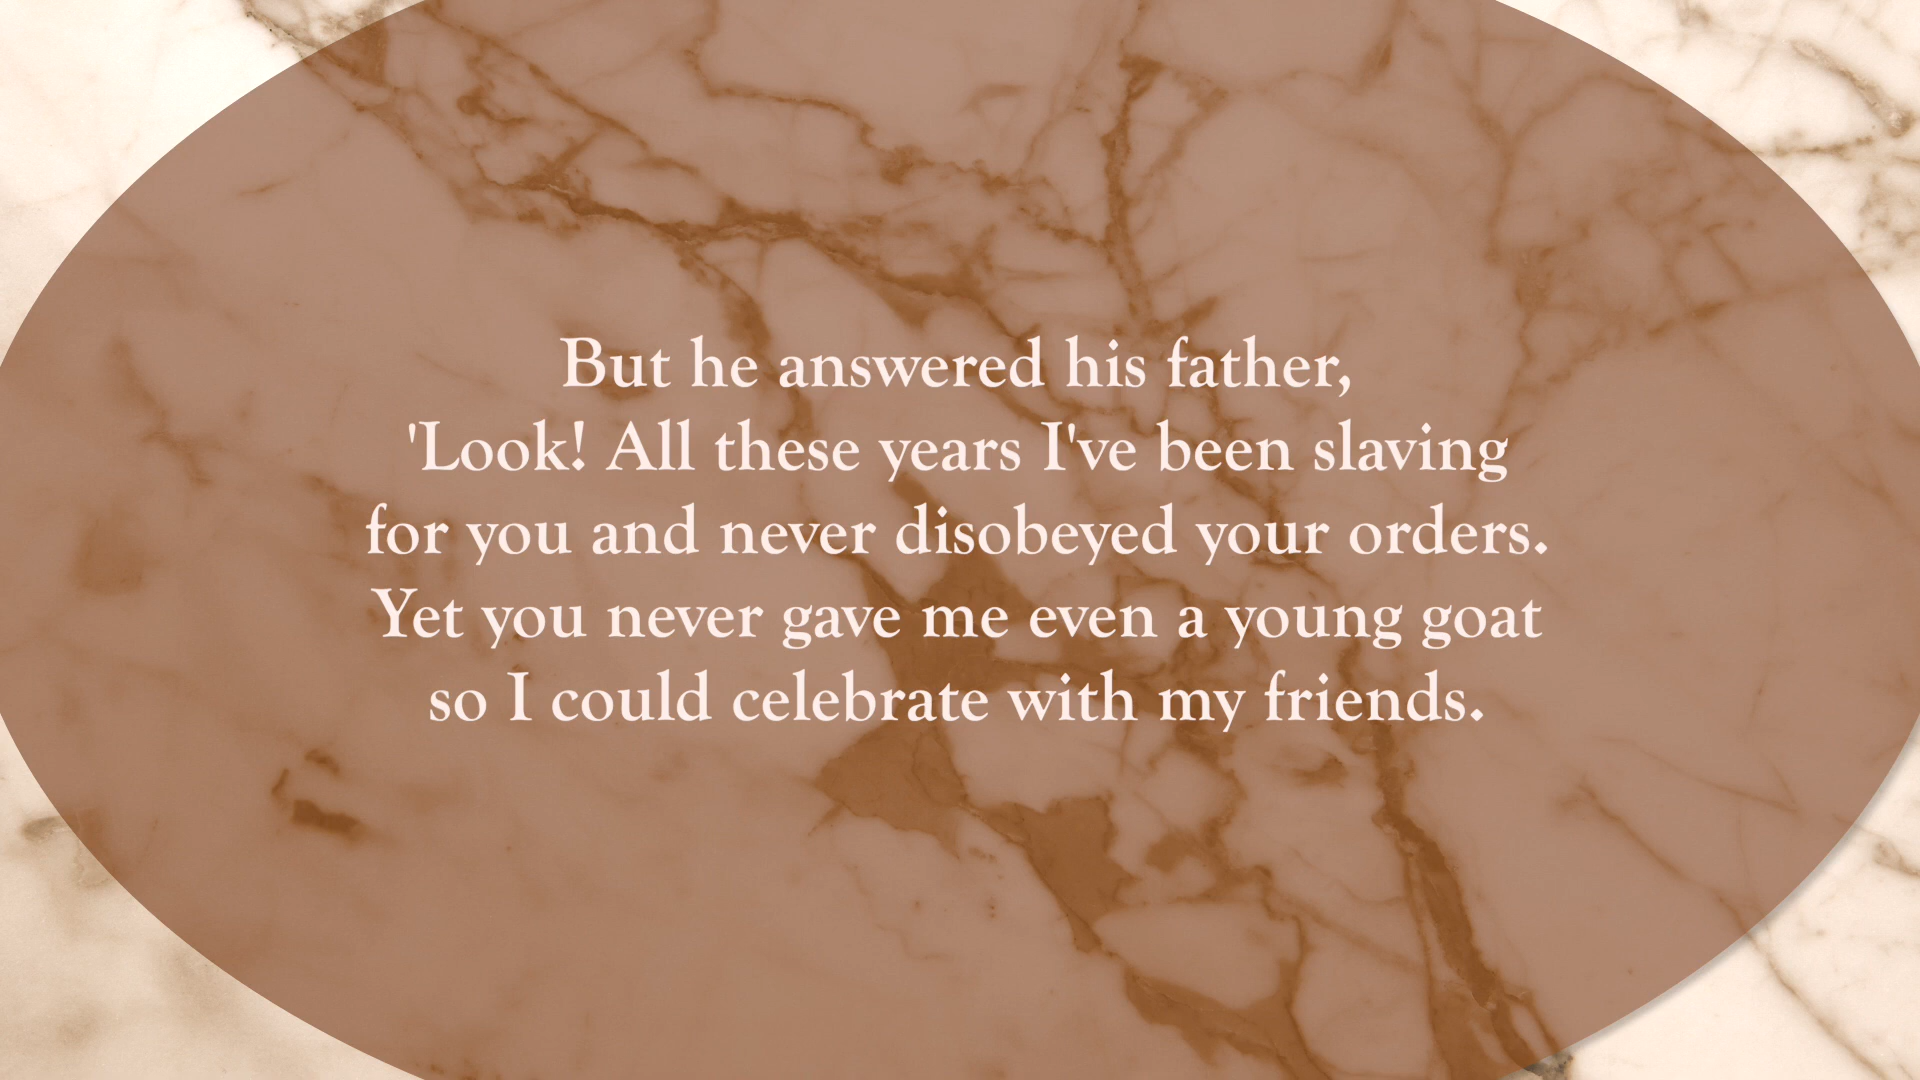 But he answered his father,
'Look! All these years I've been slaving
for you and never disobeyed your orders.
Yet you never gave me even a young goat
so I could celebrate with my friends.